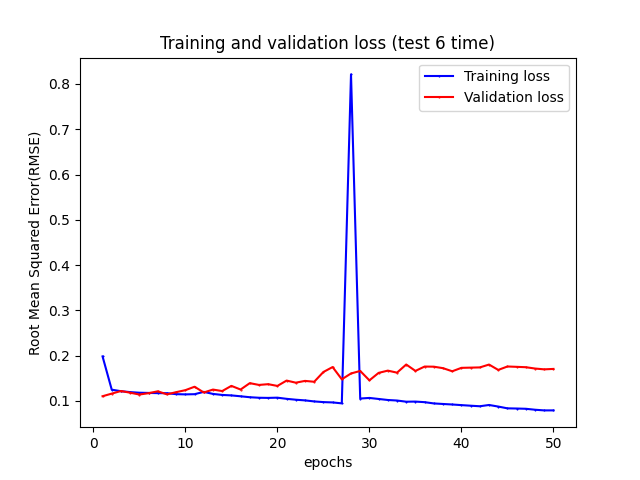 Training and validation loss (test 6 time)
Training loss
Validation loss
Root Mean Squared Error(RMSE)
0.8
0.7
0.6
0.5
0.4
0.3
0.2
0.1
0 10 20 30 40 50
epochs